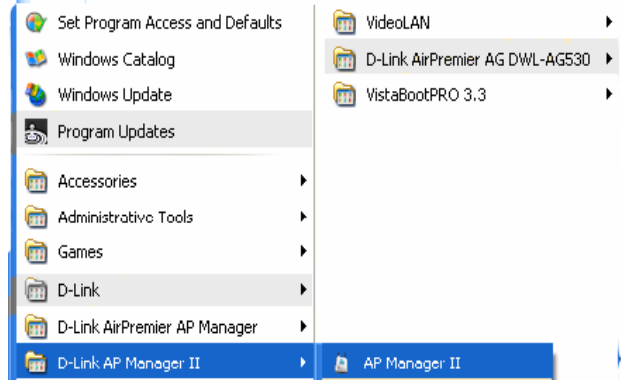 Set Program Access and Defaults
Windows Catalog
Windows Update
Program Updates
Accessories
Administrative Tools
Games
D-Link
D-Link AirPremier AP Manager
D-Link AP Manager II
VideoLAN
D-Link AirPremier AG DWL-AG530
VistaBootPRO 3.3
AP Manager II